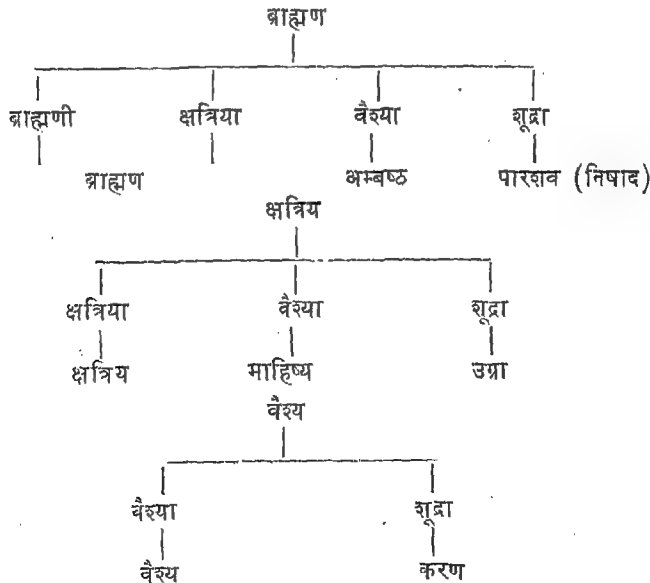 ब्राह्मण
ब्राह्मणी क्षत्रिया वैश्या शूद्रा
ब्राह्मण अम्बष्ठ पारशव (निषाद)
क्षत्रिय
क्षत्रिया वैश्या शूद्रा
क्षत्रिय माहिष्य उग्रा
वैश्य
वैश्या शूद्रा
वैश्य करण